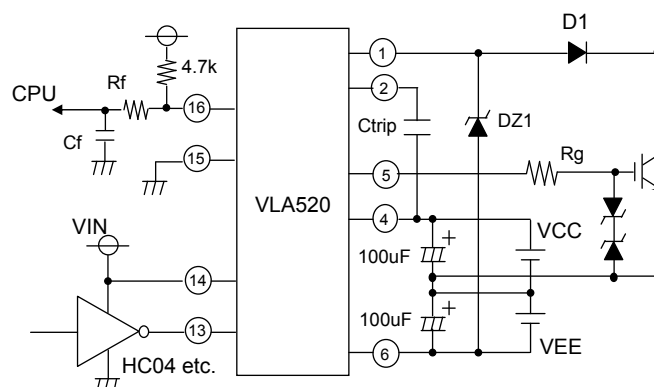 D1
1
4.7k
2
CPU
Rf
16
Ctrip
DZ1
Cf
15
5
Rg
VLA520
4
VIN
100uF
+
VCC
14
100uF
+
13
HC04 etc.
6
VEE